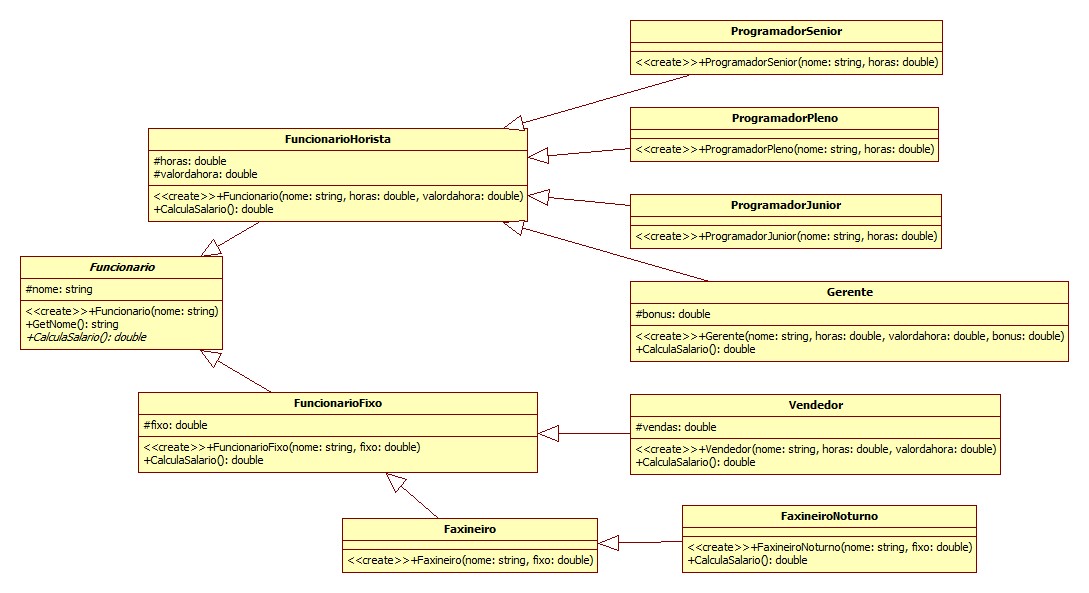 ProgramadorSenior
<<create>>+ProgramadorSenior(nome: string, horas: double)
ProgramadorPleno
<<create>>+ProgramadorPleno(nome: string, horas: double)
FuncionarioHorista
#horas: double
#valordahora: double
<<create>>+Funcionario(nome: string, horas: double, valordahora: double)
+CalculaSalario(): double
ProgramadorJunior
<<create>>+ProgramadorJunior(nome: string, horas: double)
Funcionario
#nome: string
<<create>>+Funcionario(nome: string)
+GetNome(): string
+CalculaSalario(): double
Gerente
#bonus: double
<<create>>+Gerente(nome: string, horas: double, valordahora: double, bonus: double)
+CalculaSalario(): double
FuncionarioFixo
#fixo: double
<<create>>+FuncionarioFixo(nome: string, fixo: double)
+CalculaSalario(): double
Vendedor
#vendas: double
<<create>>+Vendedor(nome: string, horas: double, valordahora: double)
+CalculaSalario(): double
Faxineiro
<<create>>+Faxineiro(nome: string, fixo: double)
FaxineiroNoturno
<<create>>+FaxineiroNoturno(nome: string, fixo: double)
+CalculaSalario(): double